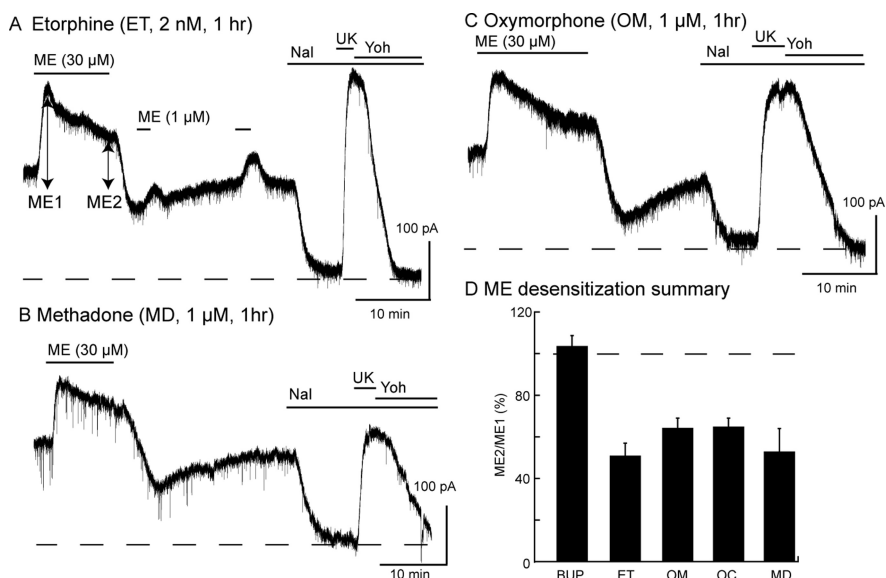 A Etorphine (ET, 2 nM, 1 hr)
Nal
UK
Yoh
ME (30 µM)
ME (1 µM)
ME1
ME2
100 pA
10 min
B Methadone (MD, 1 µM, 1hr)
ME (30 µM)
Nal
UK
Yoh
100 pA
10 min
C Oxymorphone (OM, 1 µM, 1hr)
ME (30 µM)
Nal
UK
Yoh
100 pA
10 min
D ME desensitization summary
ME2/ME1 (%)
120
80
40
0
BUP ET OM OC MD